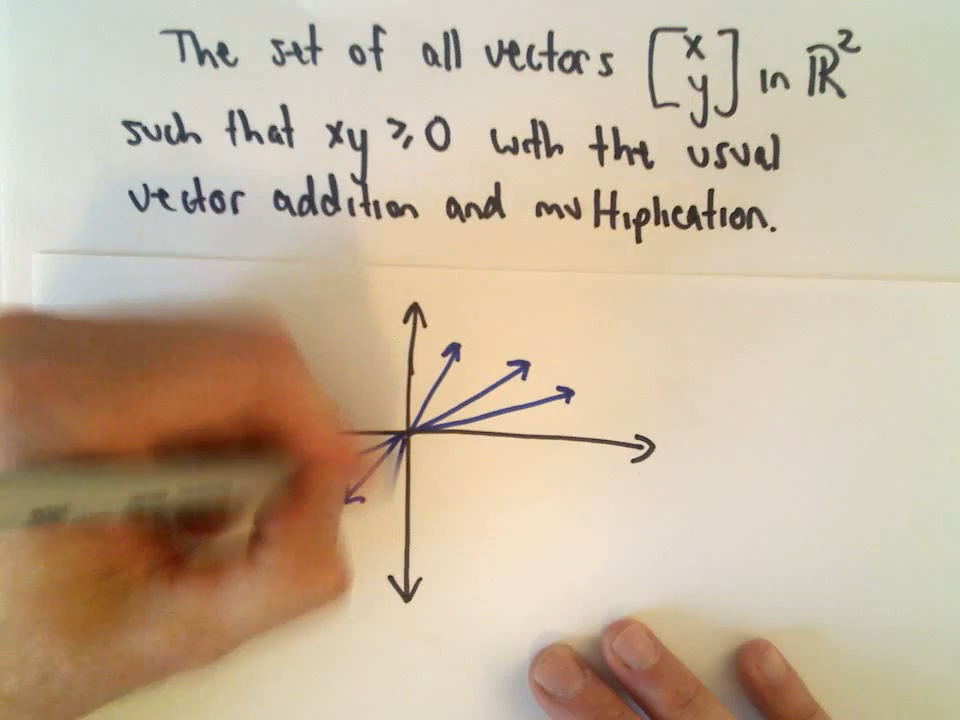 The set of all vectors [x y] in ℝ²
such that xy ≥ 0 with the usual
vector addition and multiplication.